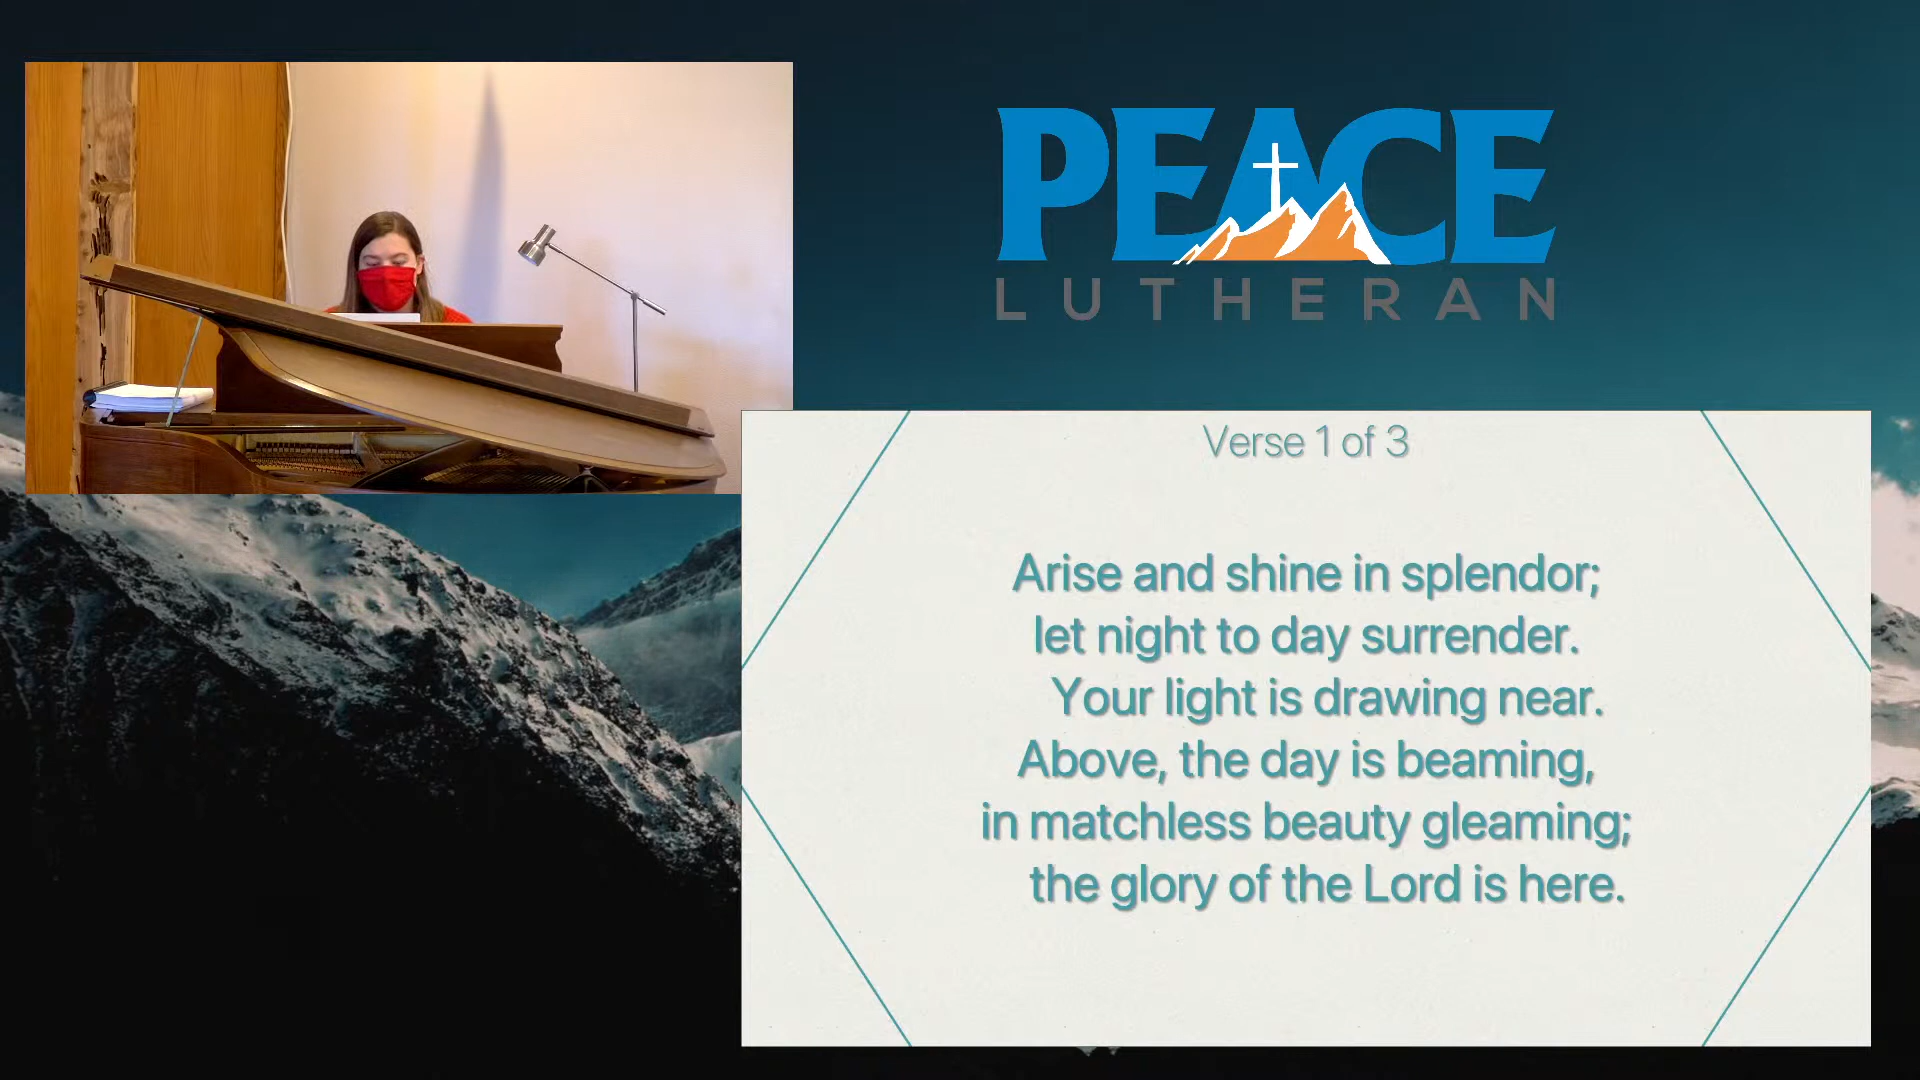 PEACE
LUTHERAN
Verse 1 of 3
Arise and shine in splendor;
let night to day surrender.
Your light is drawing near.
Above, the day is beaming,
in matchless beauty gleaming;
the glory of the Lord is here.